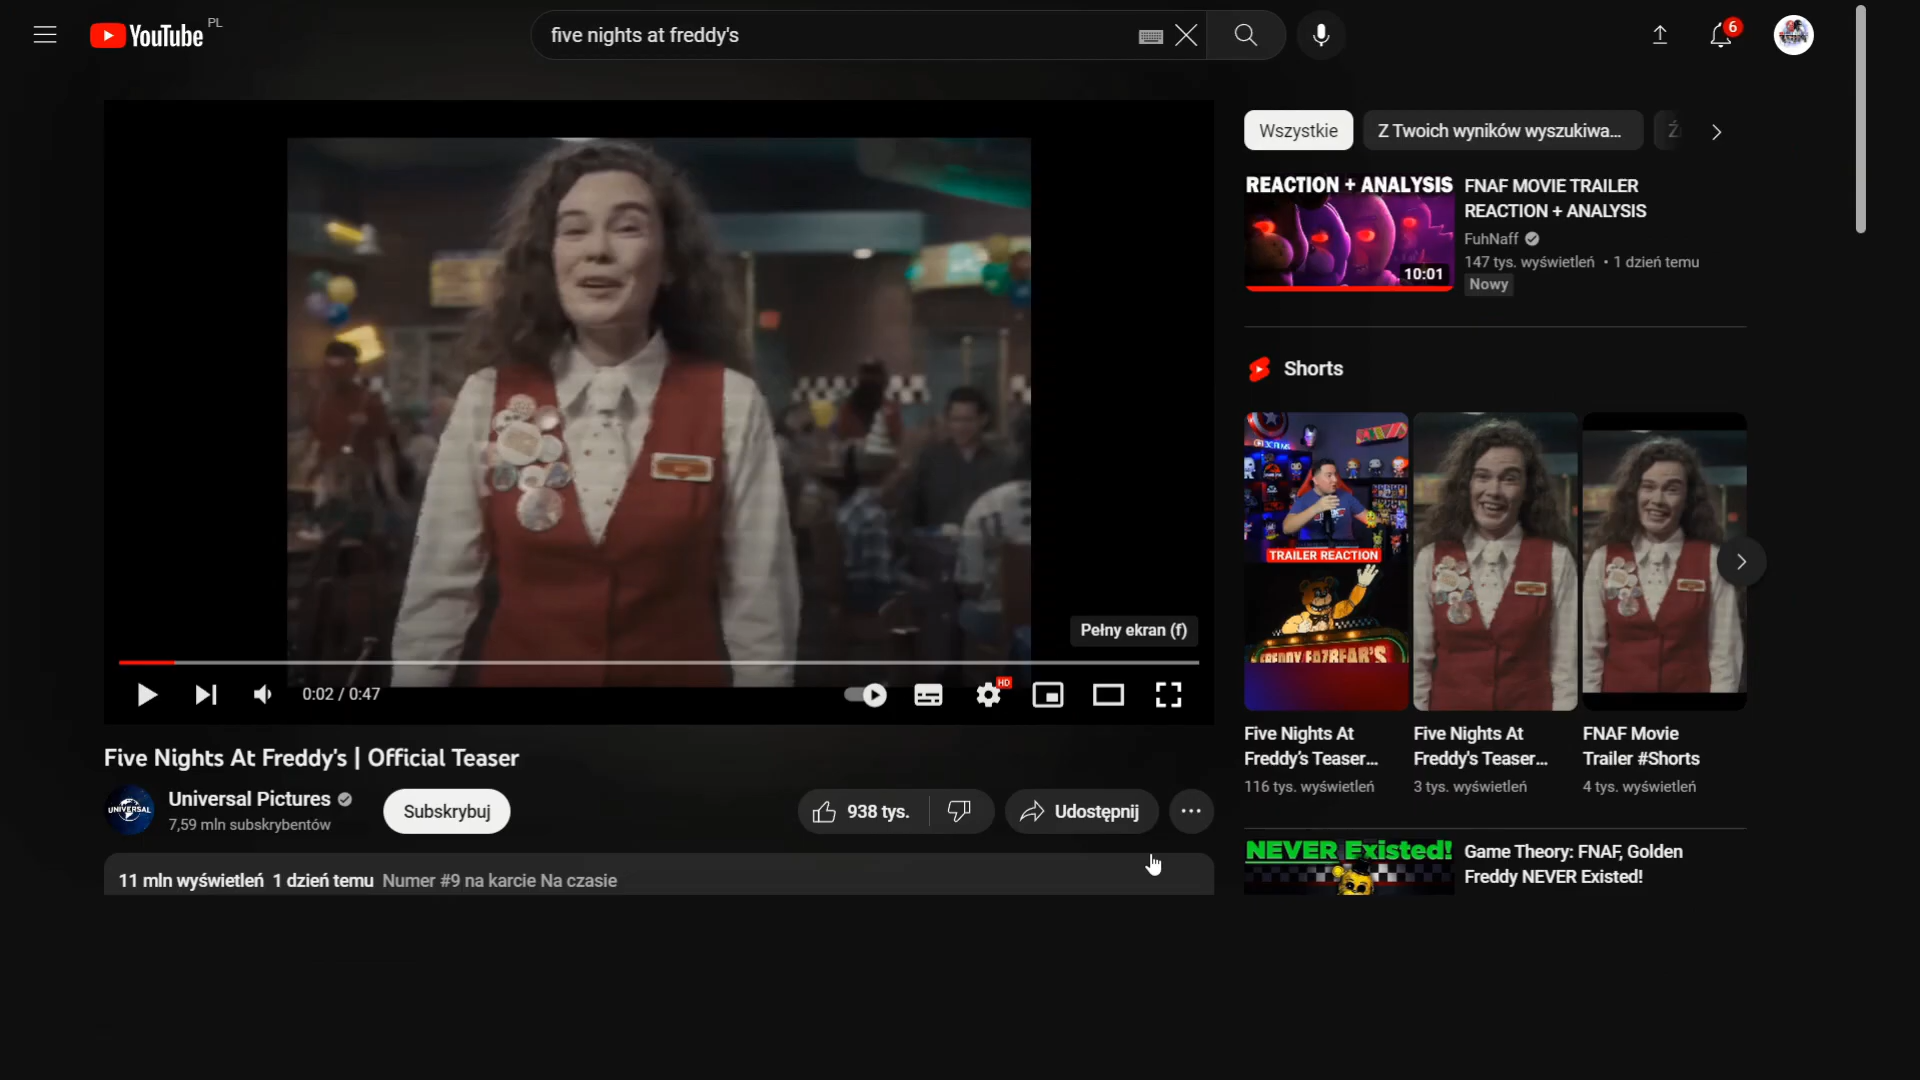 YouTube PL
five nights at freddy's
6
Wszystkie
Z Twoich wyników wyszukiwa...
REACTION + ANALYSIS
10:01
FNAF MOVIE TRAILER
REACTION + ANALYSIS
FuhNaff
147 tys. wyświetleń • 1 dzień temu
Nowy
Shorts
TRAILER REACTION
FREDDY FAZBEAR'S
Five Nights At
Freddy's Teaser...
116 tys. wyświetleń
Five Nights At
Freddy's Teaser...
3 tys. wyświetleń
FNAF Movie
Trailer #Shorts
4 tys. wyświetleń
NEVER Existed!
Game Theory: FNAF, Golden
Freddy NEVER Existed!
Pełny ekran (f)
0:02 / 0:47
HD
Five Nights At Freddy's | Official Teaser
UNIVERSAL
Universal Pictures
7,59 mln subskrybentów
Subskrybuj
938 tys.
Udostępnij
11 mln wyświetleń 1 dzień temu Numer #9 na karcie Na czasie